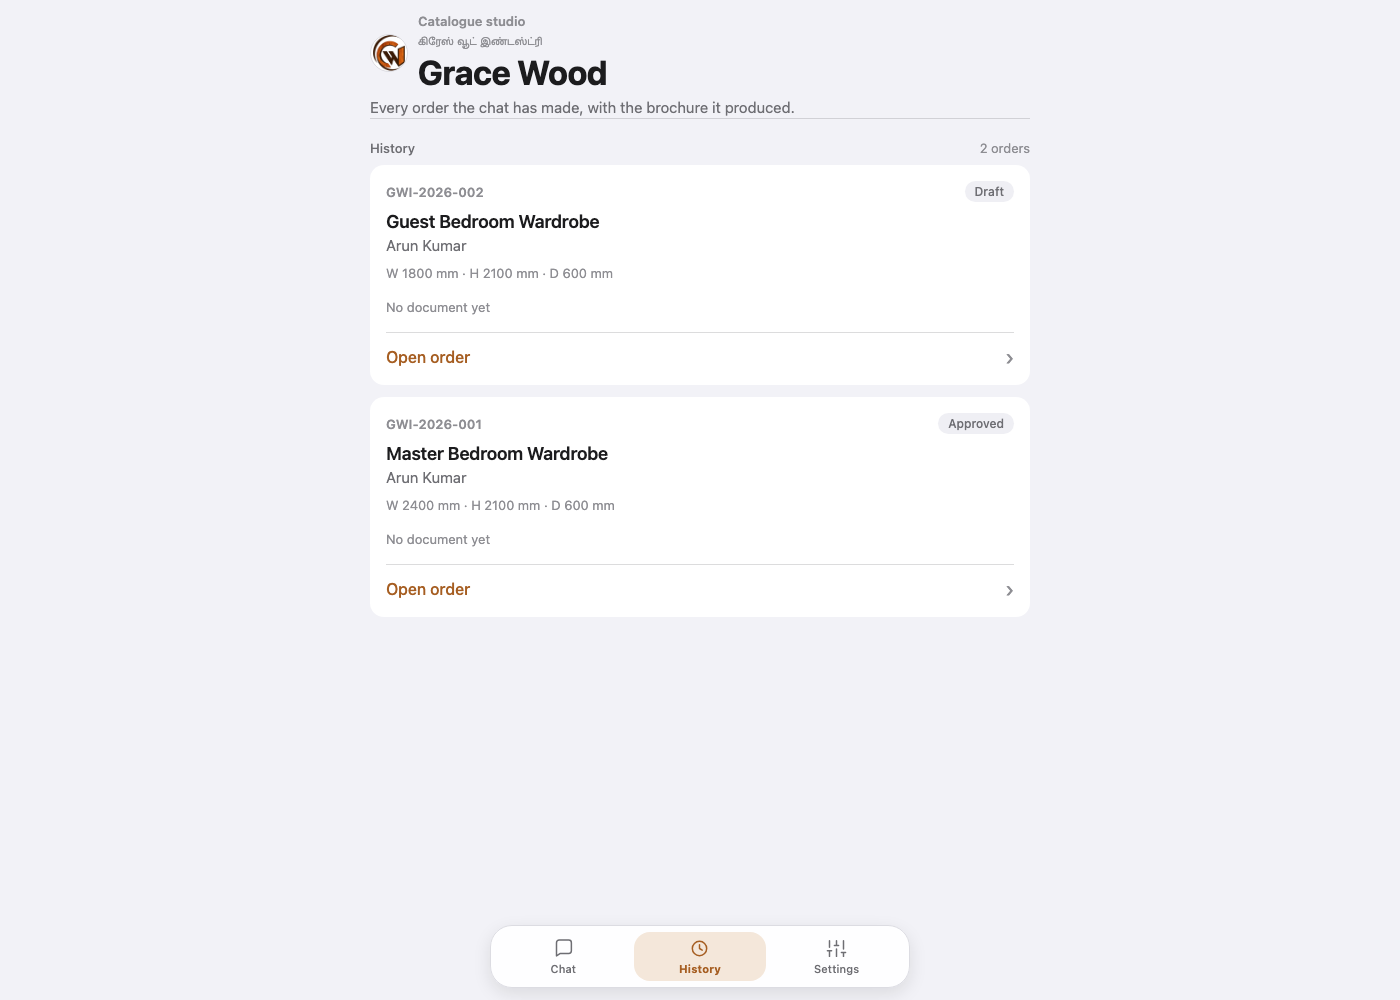 Catalogue studio
கிரேஸ் வூட் இண்டஸ்ட்ரி
Grace Wood
Every order the chat has made, with the brochure it produced.
History
2 orders
GWI-2026-002
Draft
Guest Bedroom Wardrobe
Arun Kumar
W 1800 mm · H 2100 mm · D 600 mm
No document yet
Open order
GWI-2026-001
Approved
Master Bedroom Wardrobe
Arun Kumar
W 2400 mm · H 2100 mm · D 600 mm
No document yet
Open order
Chat
History
Settings